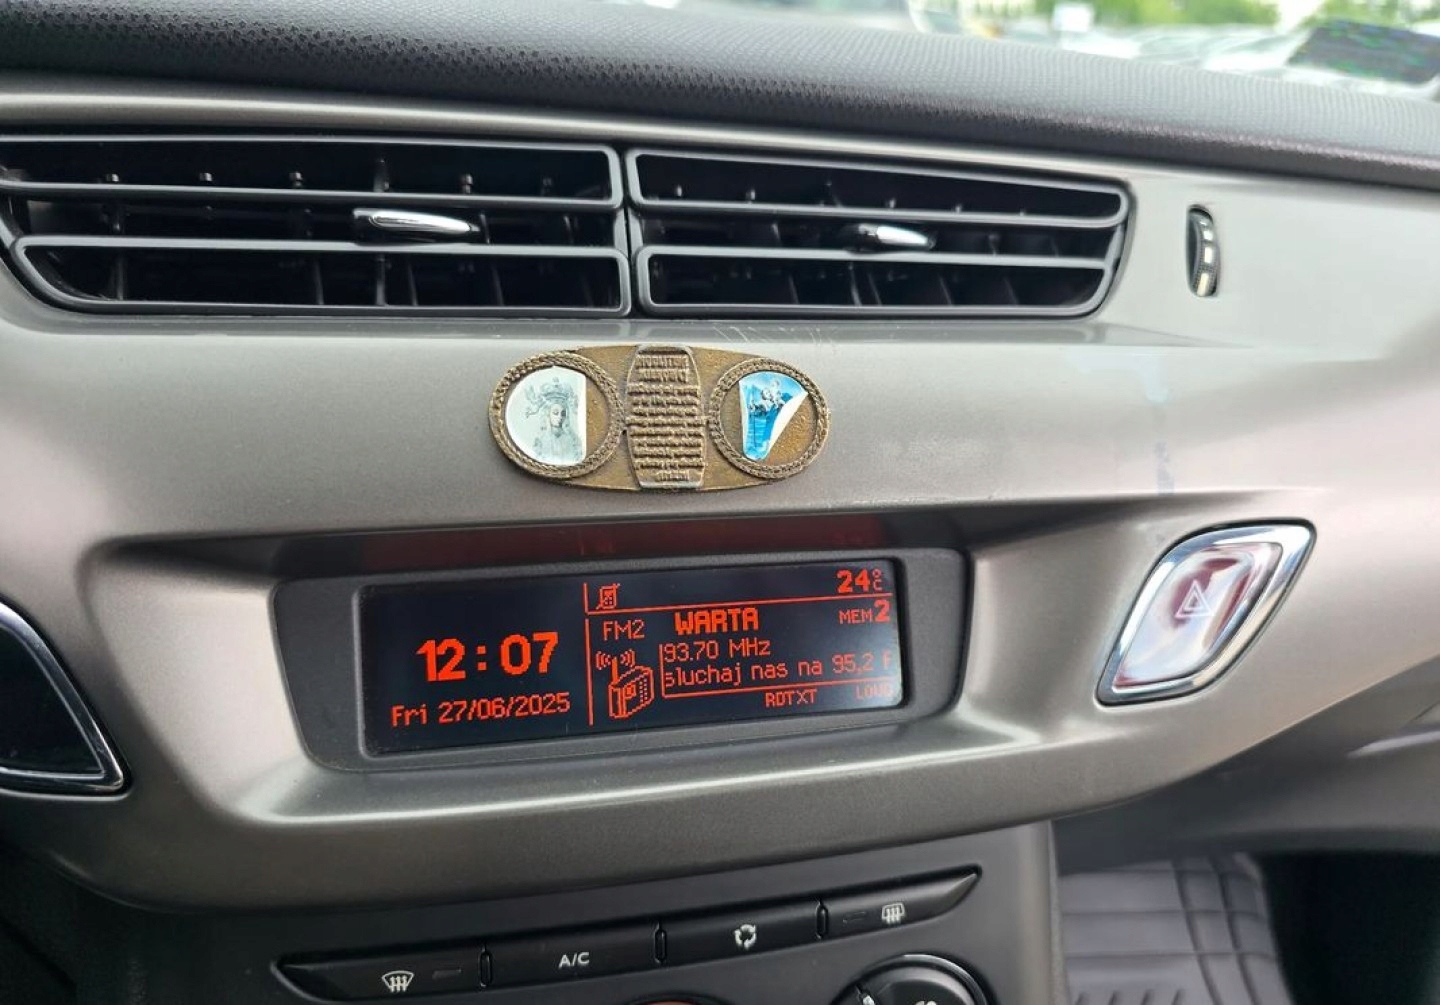 24°C
FM2 WARTA MEM2
12:07
93.70 MHz
sluchaj nas na 95,2 F
Fri 27/06/2025
RDTXT LOUD
A/C